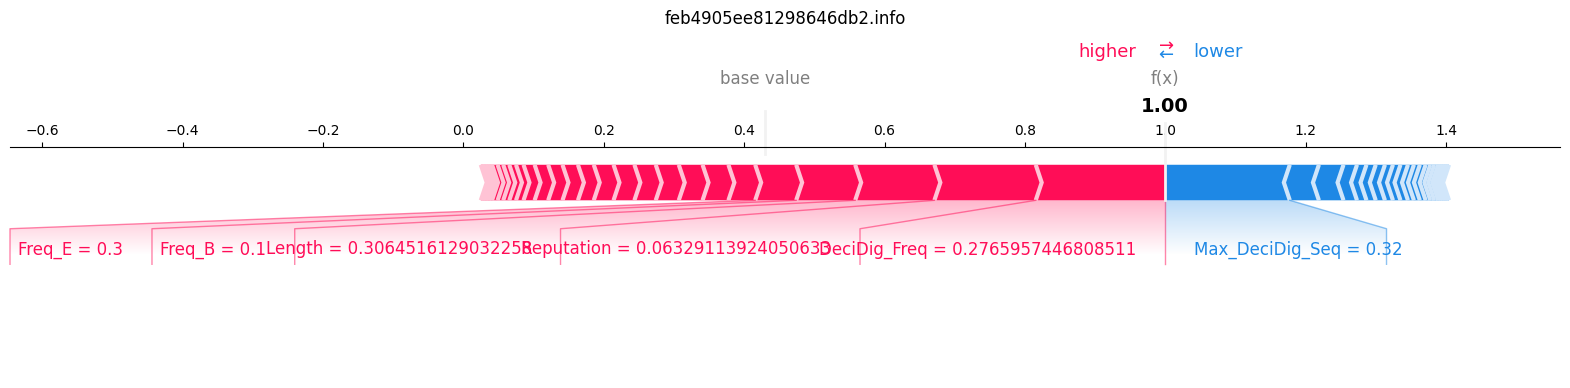 feb4905ee81298646db2.info
higher ⇄ lower
base value f(x)
1.00
−0.6 −0.4 −0.2 0.0 0.2 0.4 0.6 0.8 1.0 1.2 1.4
Freq_E = 0.3 Freq_B = 0.1 Length = 0.3064516129032258 Reputation = 0.06329113924050633 DeciDig_Freq = 0.2765957446808511 Max_DeciDig_Seq = 0.32